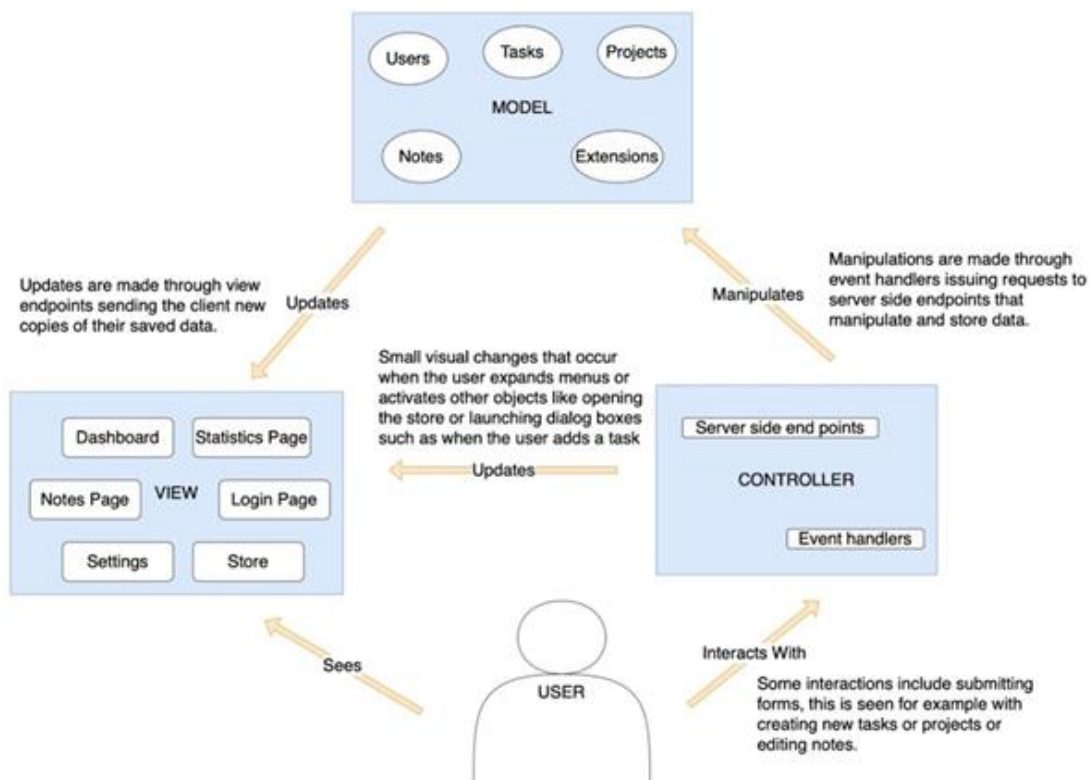 Users
Tasks
Projects
MODEL
Notes
Extensions
Updates are made through view
endpoints sending the client new
copies of their saved data.
Updates
Manipulates
Manipulations are made through
event handlers issuing requests to
server side endpoints that
manipulate and store data.
Small visual changes that occur
when the user expands menus or
activates other objects like opening
the store or launching dialog boxes
such as when the user adds a task
Updates
Dashboard
Statistics Page
Notes Page
VIEW
Login Page
Settings
Store
Server side end points
CONTROLLER
Event handlers
Sees
USER
Interacts With
Some interactions include submitting
forms, this is seen for example with
creating new tasks or projects or
editing notes.